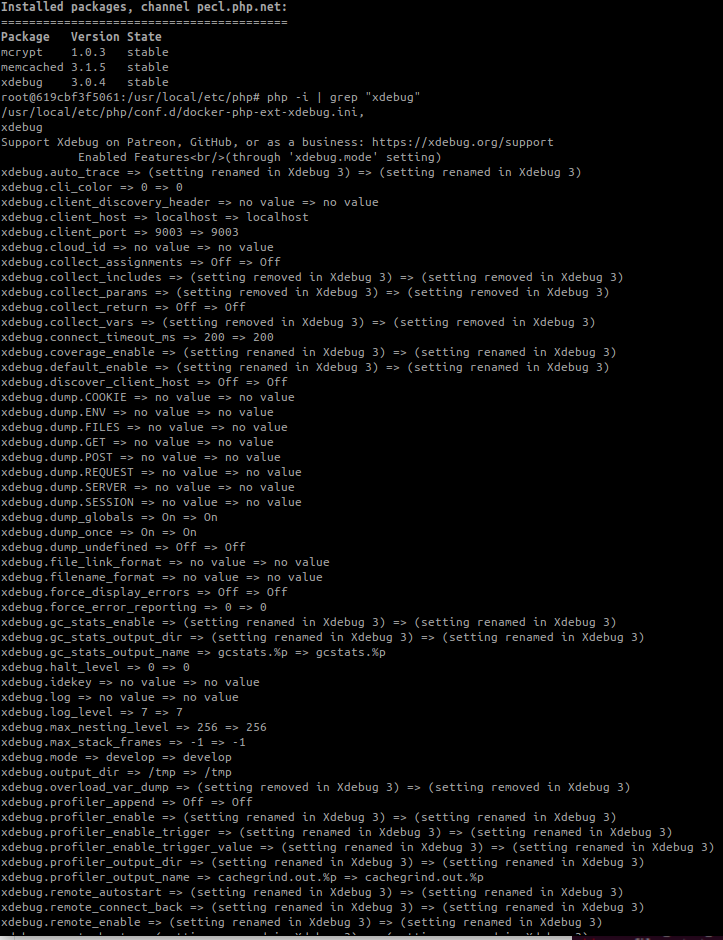 Installed packages, channel pecl.php.net:
=========================================
Package   Version State
mcrypt    1.0.3   stable
memcached 3.1.5   stable
xdebug    3.0.4   stable
root@619cbf3f5061:/usr/local/etc/php# php -i | grep "xdebug"
/usr/local/etc/php/conf.d/docker-php-ext-xdebug.ini,
xdebug
Support Xdebug on Patreon, GitHub, or as a business: https://xdebug.org/support
           Enabled Features<br/>(through 'xdebug.mode' setting)
xdebug.auto_trace => (setting renamed in Xdebug 3) => (setting renamed in Xdebug 3)
xdebug.cli_color => 0 => 0
xdebug.client_discovery_header => no value => no value
xdebug.client_host => localhost => localhost
xdebug.client_port => 9003 => 9003
xdebug.cloud_id => no value => no value
xdebug.collect_assignments => Off => Off
xdebug.collect_includes => (setting removed in Xdebug 3) => (setting removed in Xdebug 3)
xdebug.collect_params => (setting removed in Xdebug 3) => (setting removed in Xdebug 3)
xdebug.collect_return => Off => Off
xdebug.collect_vars => (setting removed in Xdebug 3) => (setting removed in Xdebug 3)
xdebug.connect_timeout_ms => 200 => 200
xdebug.coverage_enable => (setting renamed in Xdebug 3) => (setting renamed in Xdebug 3)
xdebug.default_enable => (setting renamed in Xdebug 3) => (setting renamed in Xdebug 3)
xdebug.discover_client_host => Off => Off
xdebug.dump.COOKIE => no value => no value
xdebug.dump.ENV => no value => no value
xdebug.dump.FILES => no value => no value
xdebug.dump.GET => no value => no value
xdebug.dump.POST => no value => no value
xdebug.dump.REQUEST => no value => no value
xdebug.dump.SERVER => no value => no value
xdebug.dump.SESSION => no value => no value
xdebug.dump_globals => On => On
xdebug.dump_once => On => On
xdebug.dump_undefined => Off => Off
xdebug.file_link_format => no value => no value
xdebug.filename_format => no value => no value
xdebug.force_display_errors => Off => Off
xdebug.force_error_reporting => 0 => 0
xdebug.gc_stats_enable => (setting renamed in Xdebug 3) => (setting renamed in Xdebug 3)
xdebug.gc_stats_output_dir => (setting renamed in Xdebug 3) => (setting renamed in Xdebug 3)
xdebug.gc_stats_output_name => gcstats.%p => gcstats.%p
xdebug.halt_level => 0 => 0
xdebug.idekey => no value => no value
xdebug.log => no value => no value
xdebug.log_level => 7 => 7
xdebug.max_nesting_level => 256 => 256
xdebug.max_stack_frames => -1 => -1
xdebug.mode => develop => develop
xdebug.output_dir => /tmp => /tmp
xdebug.overload_var_dump => (setting removed in Xdebug 3) => (setting removed in Xdebug 3)
xdebug.profiler_append => Off => Off
xdebug.profiler_enable => (setting renamed in Xdebug 3) => (setting renamed in Xdebug 3)
xdebug.profiler_enable_trigger => (setting renamed in Xdebug 3) => (setting renamed in Xdebug 3)
xdebug.profiler_enable_trigger_value => (setting renamed in Xdebug 3) => (setting renamed in Xdebug 3)
xdebug.profiler_output_dir => (setting renamed in Xdebug 3) => (setting renamed in Xdebug 3)
xdebug.profiler_output_name => cachegrind.out.%p => cachegrind.out.%p
xdebug.remote_autostart => (setting renamed in Xdebug 3) => (setting renamed in Xdebug 3)
xdebug.remote_connect_back => (setting renamed in Xdebug 3) => (setting renamed in Xdebug 3)
xdebug.remote_enable => (setting renamed in Xdebug 3) => (setting renamed in Xdebug 3)